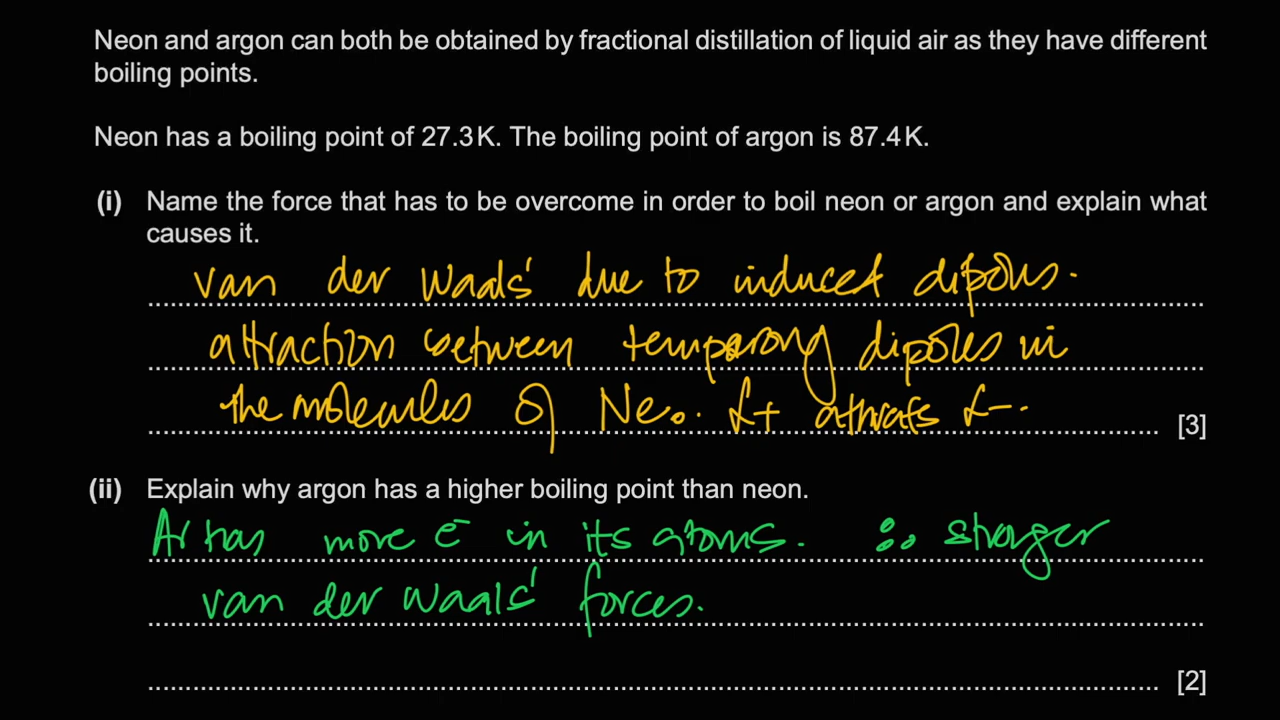 Neon and argon can both be obtained by fractional distillation of liquid air as they have different
boiling points.
Neon has a boiling point of 27.3 K. The boiling point of argon is 87.4 K.
(i) Name the force that has to be overcome in order to boil neon or argon and explain what
causes it.
van der Waals' due to induced dipoles.
attraction between temporary dipoles in
the molecules of Ne. δ+ attracts δ-.
[3]
(ii) Explain why argon has a higher boiling point than neon.
Ar has more e⁻ in its atoms. ∴ stronger
van der Waals' forces.
[2]